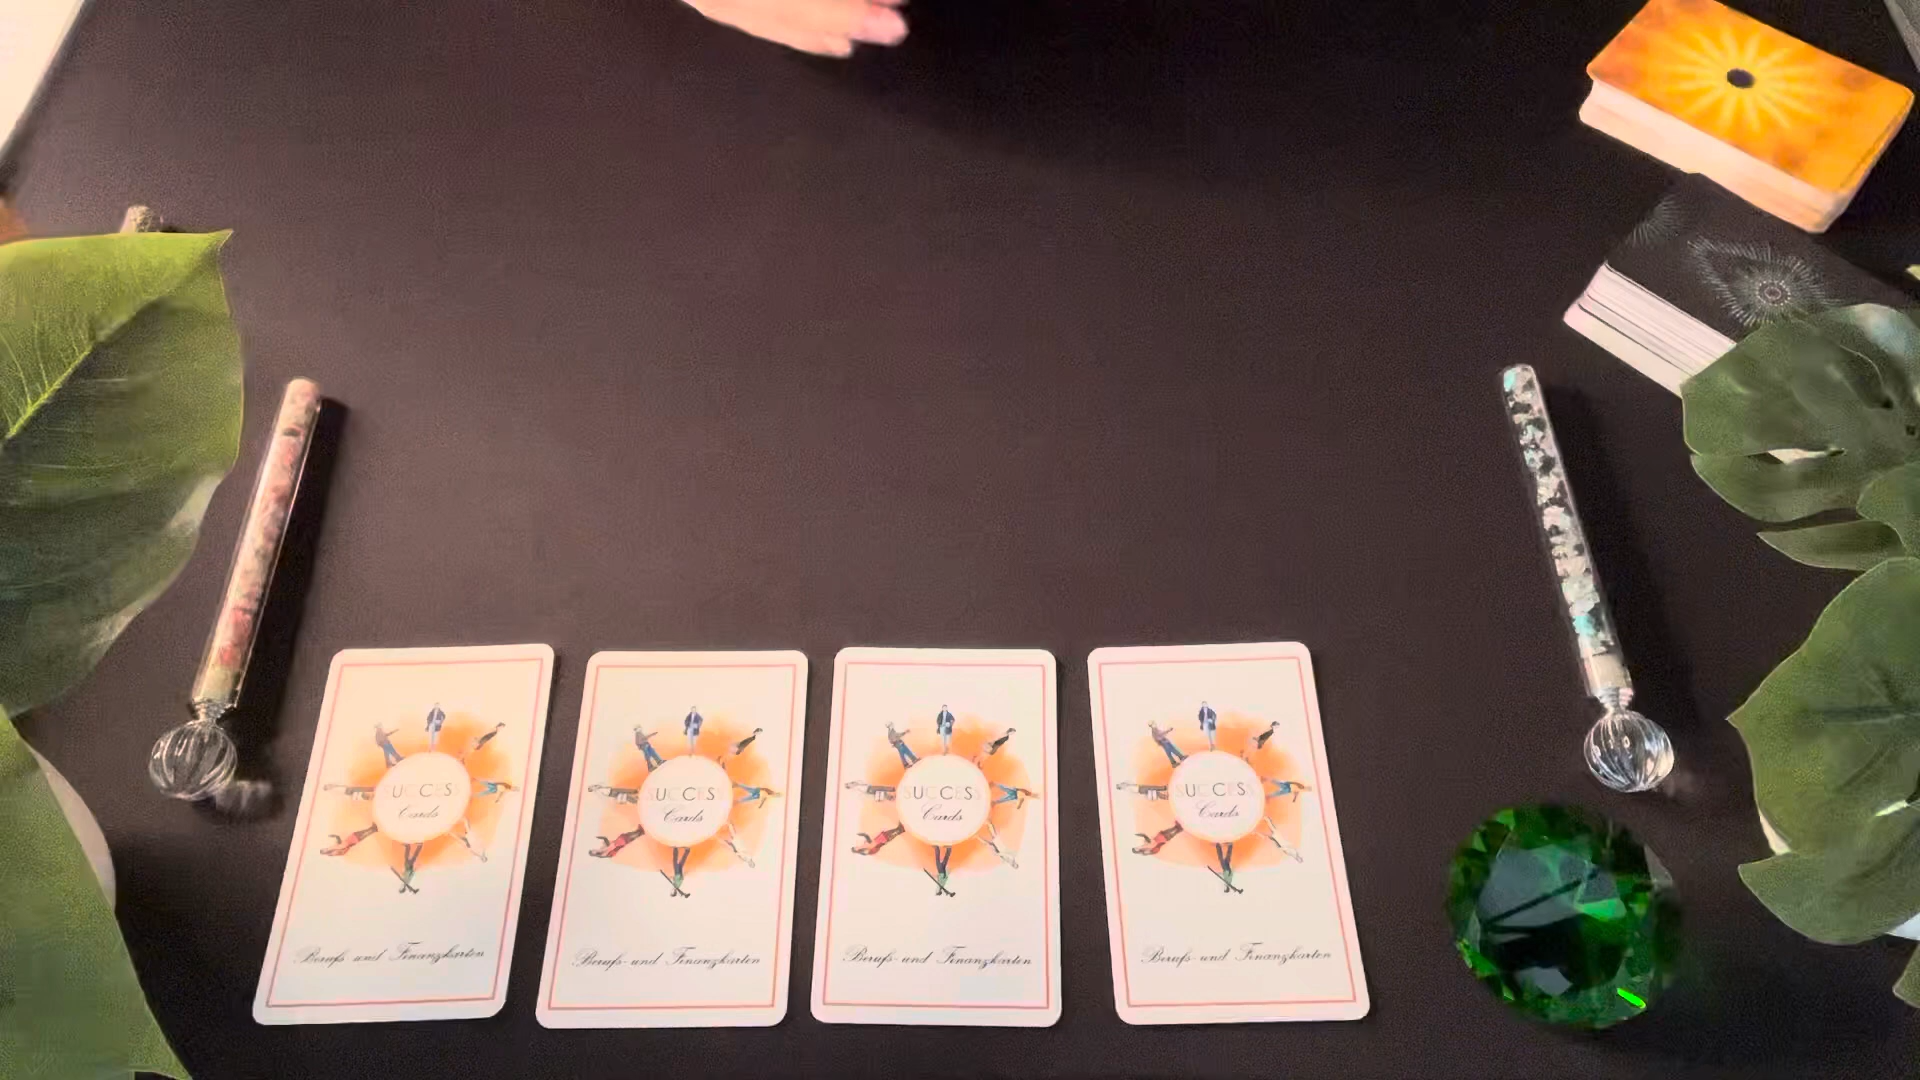 SUCCESS
Cards
Berufs- und Finanzkarten
SUCCESS
Cards
Berufs- und Finanzkarten
SUCCESS
Cards
Berufs- und Finanzkarten
SUCCESS
Cards
Berufs- und Finanzkarten